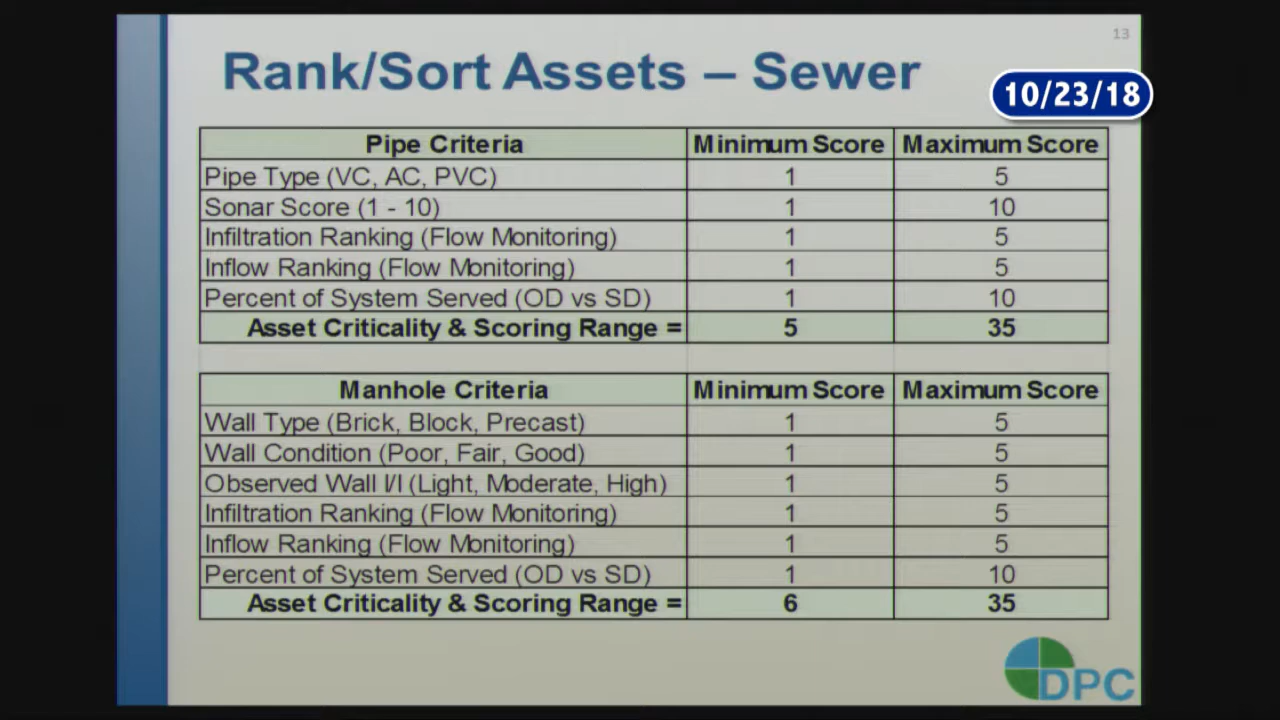 13
Rank/Sort Assets – Sewer
10/23/18
Pipe Criteria Minimum Score Maximum Score
Pipe Type (VC, AC, PVC) 1 5
Sonar Score (1 - 10) 1 10
Infiltration Ranking (Flow Monitoring) 1 5
Inflow Ranking (Flow Monitoring) 1 5
Percent of System Served (OD vs SD) 1 10
Asset Criticality & Scoring Range = 5 35
Manhole Criteria Minimum Score Maximum Score
Wall Type (Brick, Block, Precast) 1 5
Wall Condition (Poor, Fair, Good) 1 5
Observed Wall I/I (Light, Moderate, High) 1 5
Infiltration Ranking (Flow Monitoring) 1 5
Inflow Ranking (Flow Monitoring) 1 5
Percent of System Served (OD vs SD) 1 10
Asset Criticality & Scoring Range = 6 35
DPC